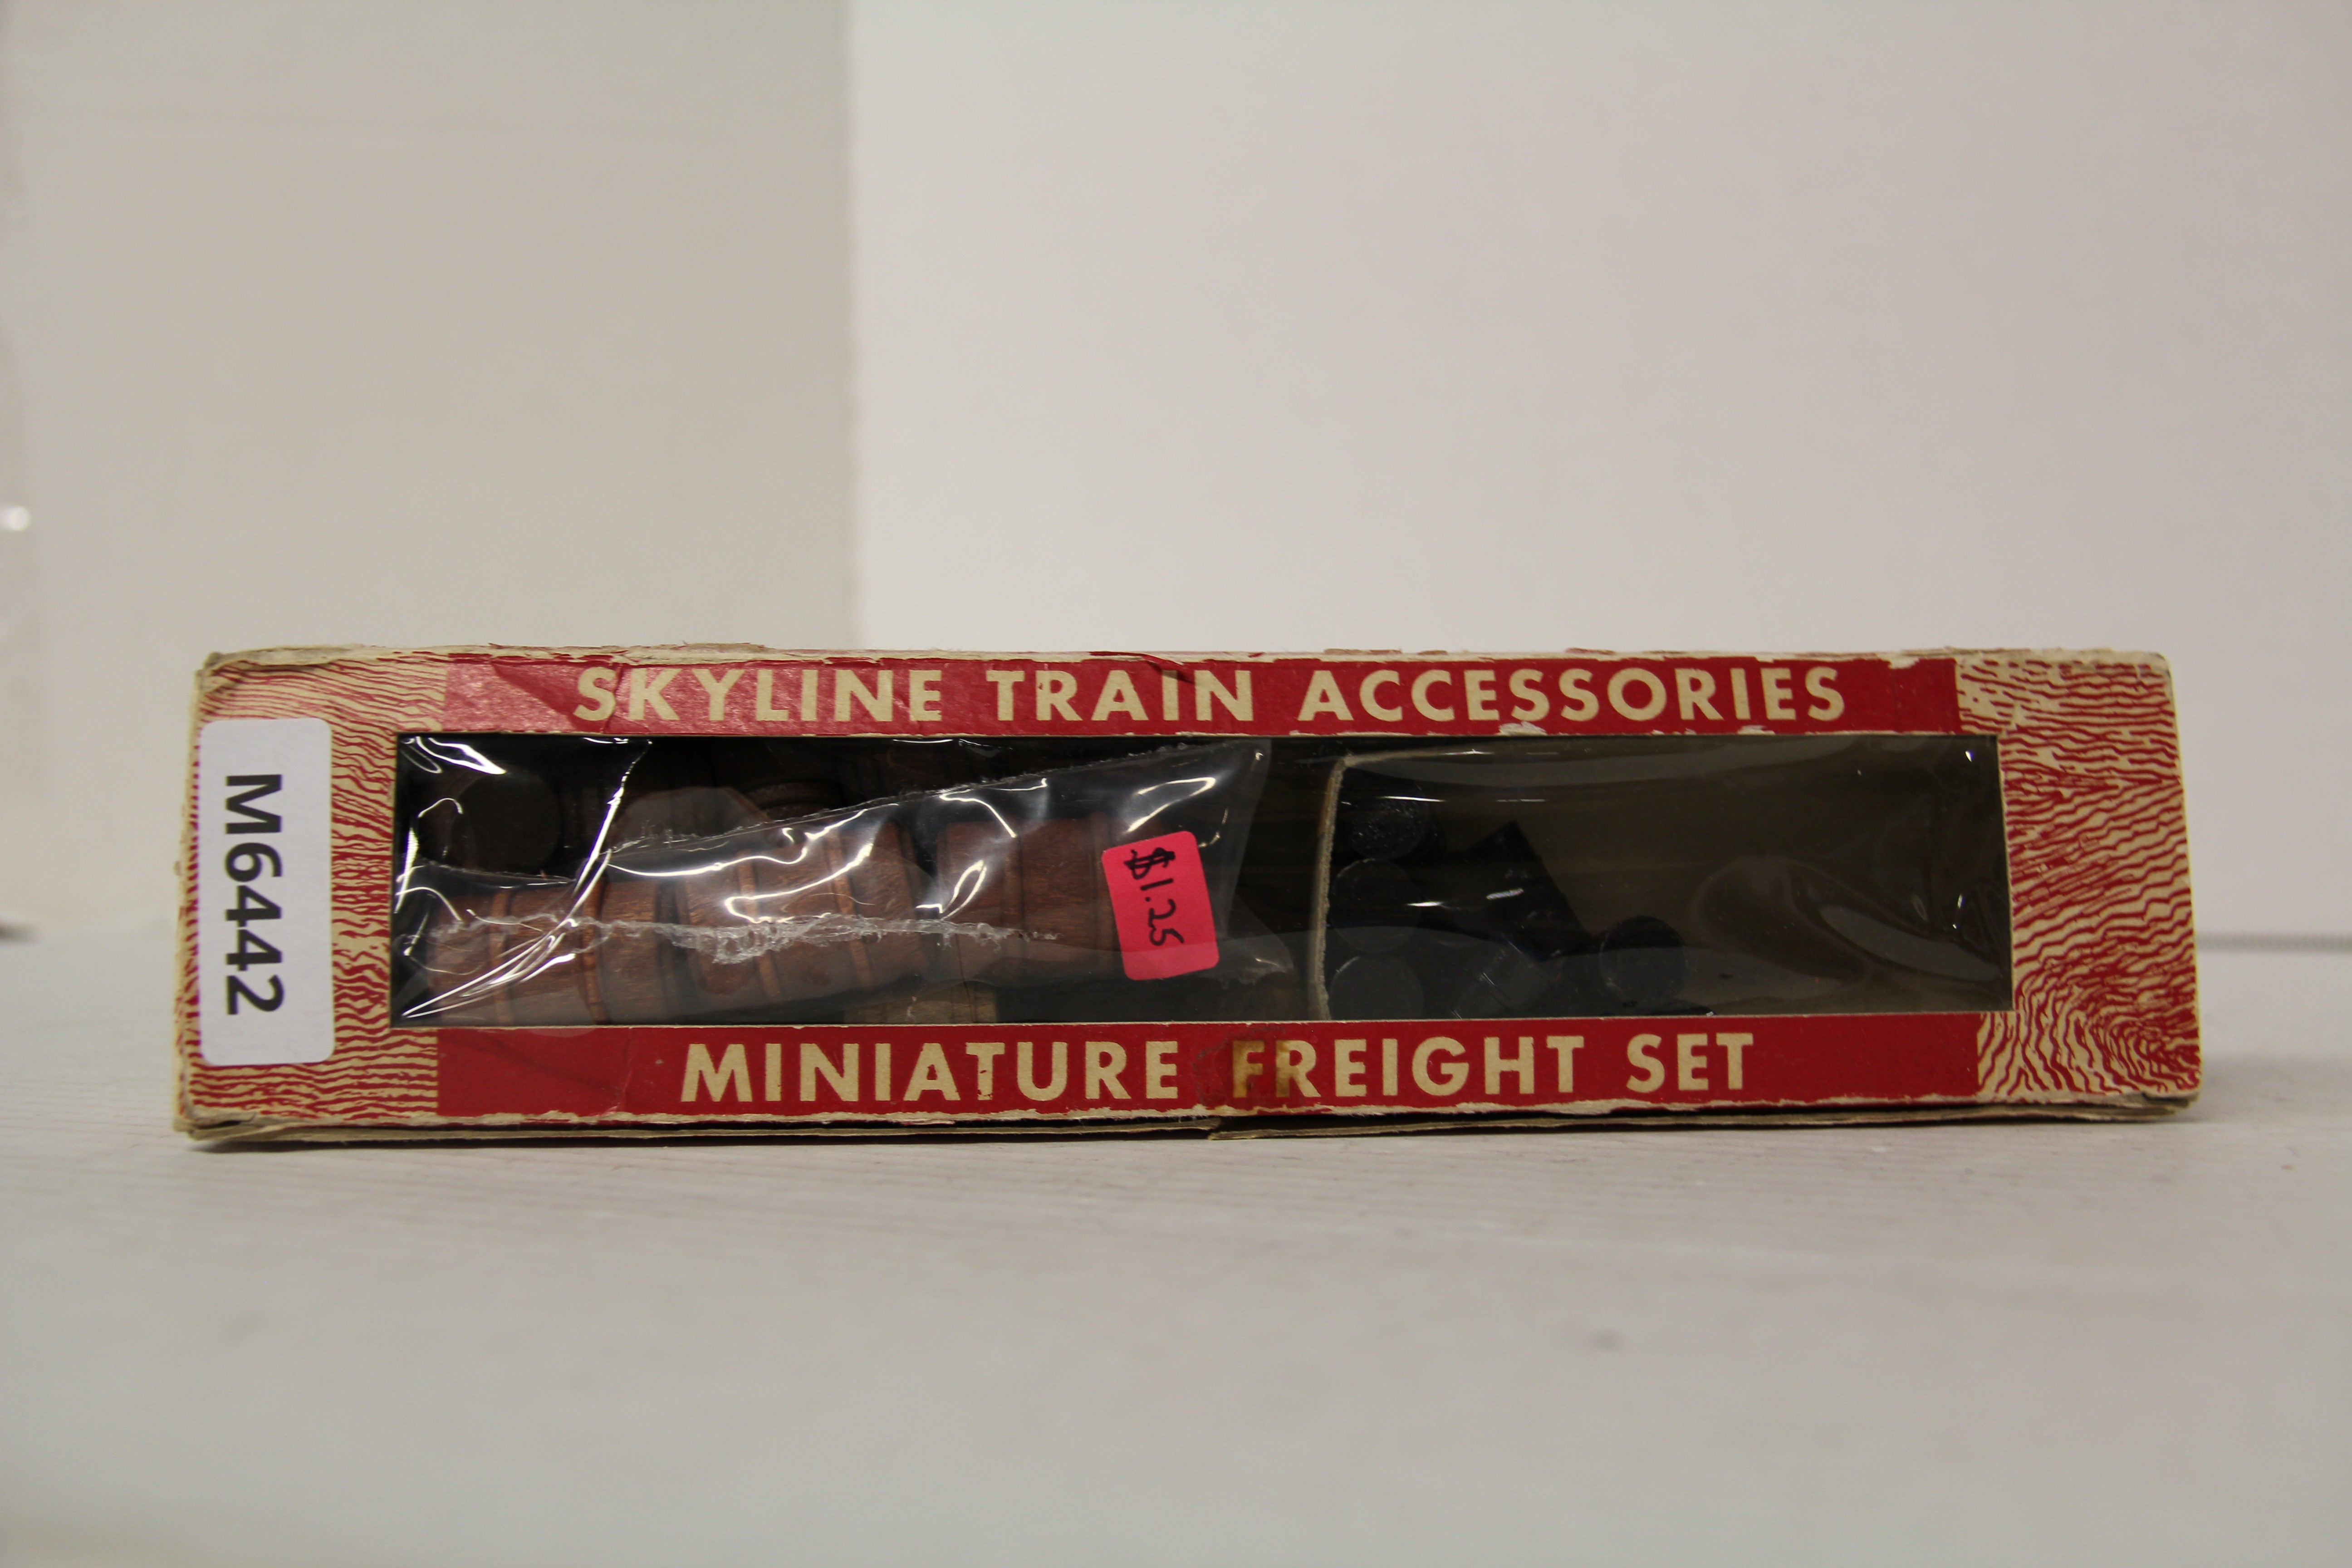 SKYLINE TRAIN ACCESSORIES
M6442
$1.25
MINIATURE FREIGHT SET